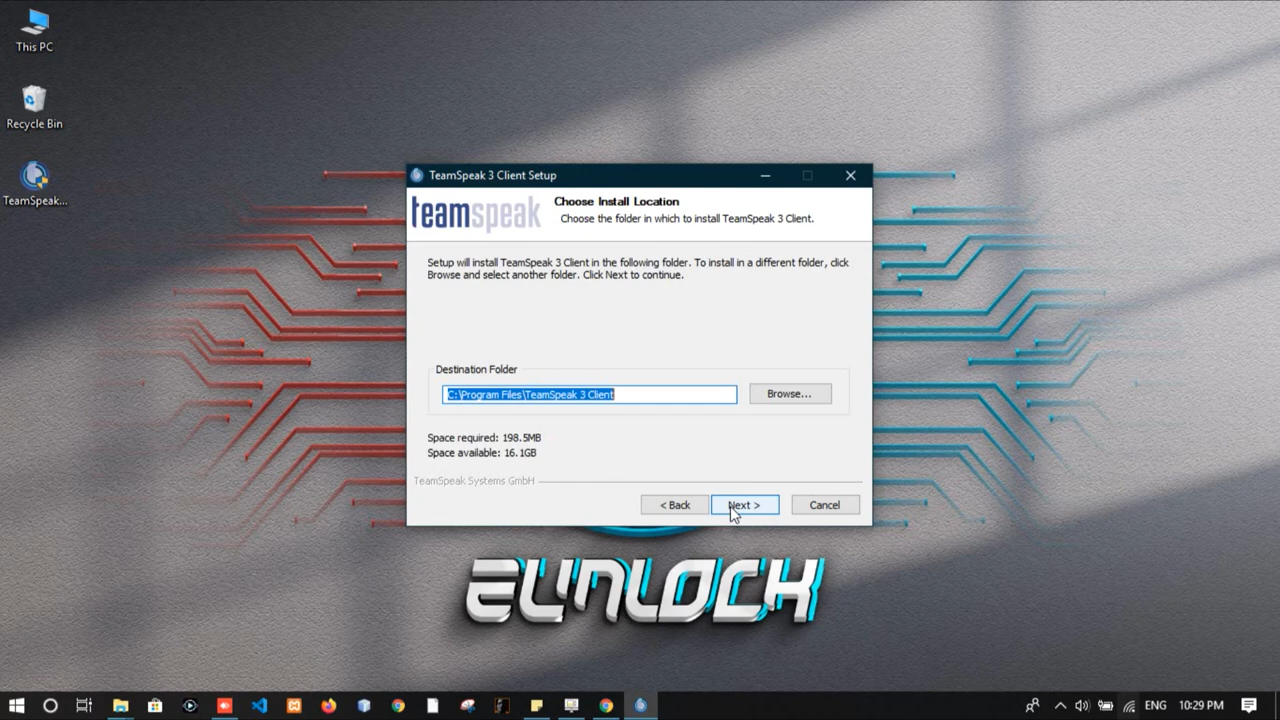 This PC
Recycle Bin
TeamSpeak...
TeamSpeak 3 Client Setup
teamspeak
Choose Install Location
Choose the folder in which to install TeamSpeak 3 Client.
Setup will install TeamSpeak 3 Client in the following folder. To install in a different folder, click
Browse and select another folder. Click Next to continue.
Destination Folder
C:\Program Files\TeamSpeak 3 Client
Browse...
Space required: 198.5MB
Space available: 16.1GB
TeamSpeak Systems GmbH
< Back
Next >
Cancel
EUNLOCK
ENG
10:29 PM